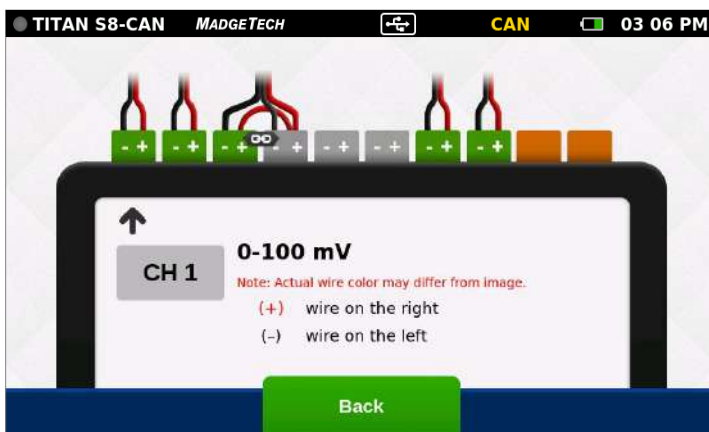 TITAN S8-CAN MADGETECH CAN 03 06 PM
- + - + - + - + - + - + - + - +
CH 1
0-100 mV
Note: Actual wire color may differ from image.
(+) wire on the right
(-) wire on the left
Back